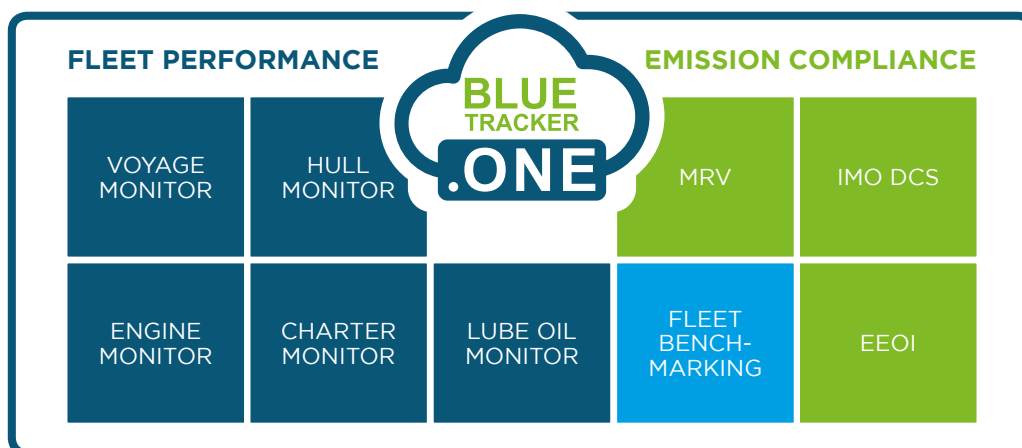 FLEET PERFORMANCE
BLUE
TRACKER
.ONE
EMISSION COMPLIANCE
VOYAGE
MONITOR
HULL
MONITOR
MRV
IMO DCS
ENGINE
MONITOR
CHARTER
MONITOR
LUBE OIL
MONITOR
FLEET
BENCH-
MARKING
EEOI